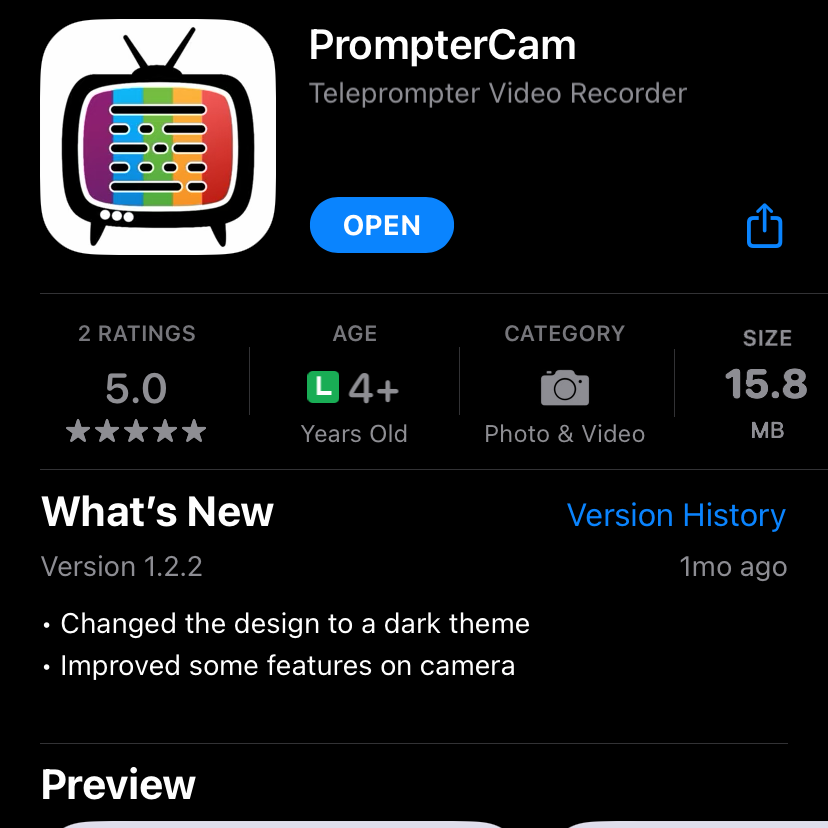 PrompterCam
Teleprompter Video Recorder
OPEN
2 RATINGS
5.0
AGE
L 4+
Years Old
CATEGORY
Photo & Video
SIZE
15.8
MB
What’s New
Version History
Version 1.2.2
1mo ago
• Changed the design to a dark theme
• Improved some features on camera
Preview